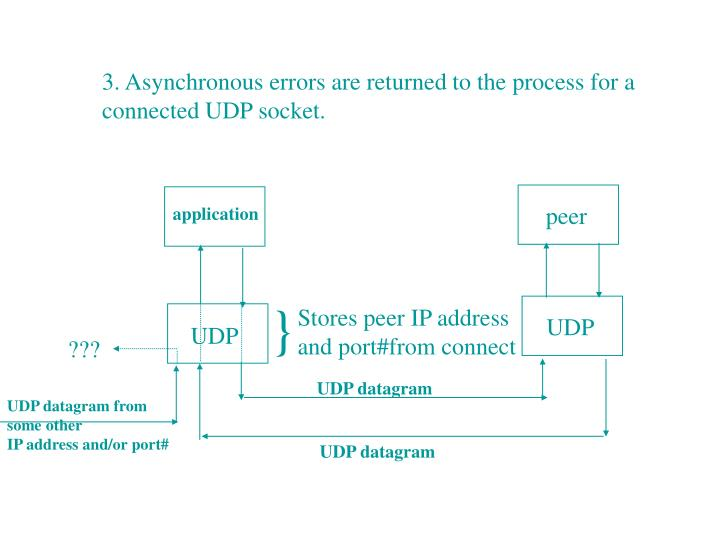 3. Asynchronous errors are returned to the process for a
connected UDP socket.
application
peer
UDP
} Stores peer IP address
and port#from connect
UDP
???
UDP datagram
UDP datagram from
some other
IP address and/or port#
UDP datagram